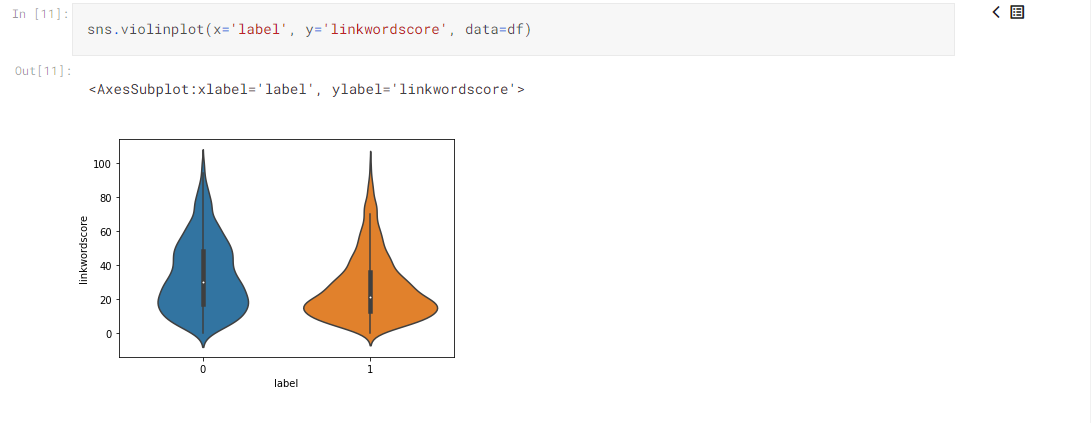 In [11]:
sns.violinplot(x='label', y='linkwordscore', data=df)
Out[11]:
<AxesSubplot:xlabel='label', ylabel='linkwordscore'>
100
80
60
40
20
0
linkwordscore
0 1
label